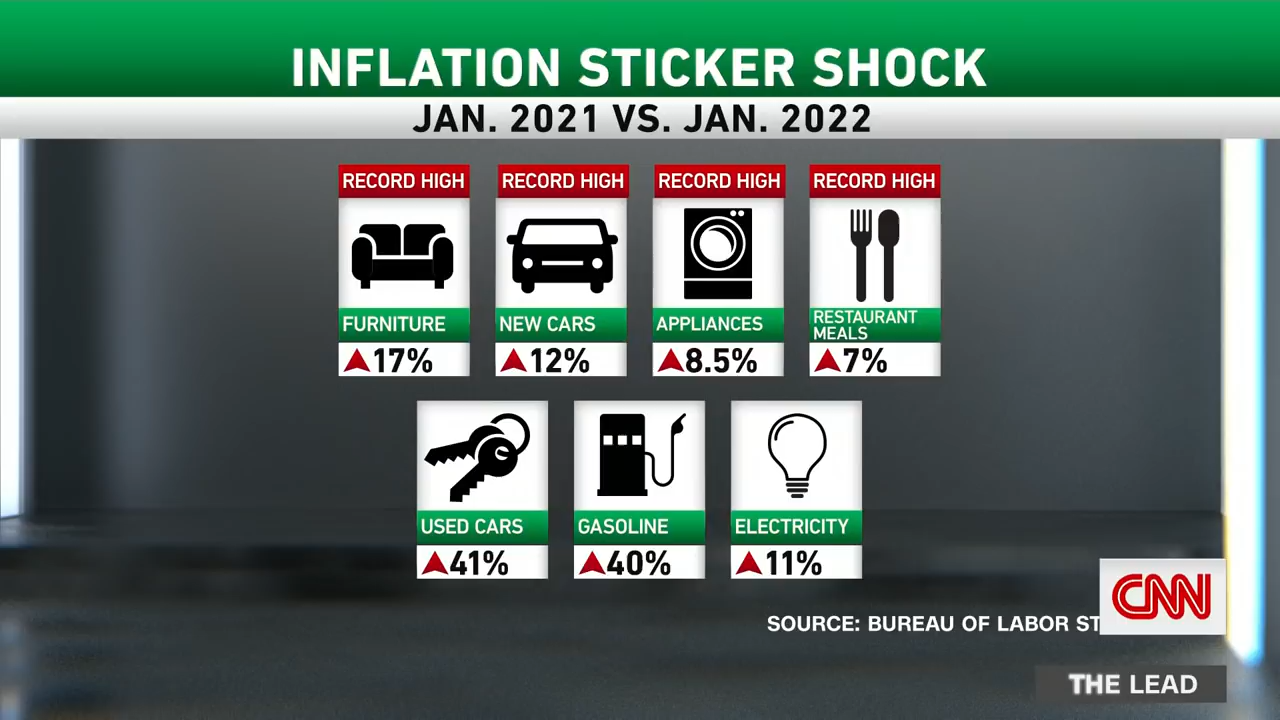 INFLATION STICKER SHOCK
JAN. 2021 VS. JAN. 2022
RECORD HIGH
FURNITURE
17%
RECORD HIGH
NEW CARS
12%
RECORD HIGH
APPLIANCES
8.5%
RECORD HIGH
RESTAURANT
MEALS
7%
USED CARS
41%
GASOLINE
40%
ELECTRICITY
11%
SOURCE: BUREAU OF LABOR
CNN
THE LEAD